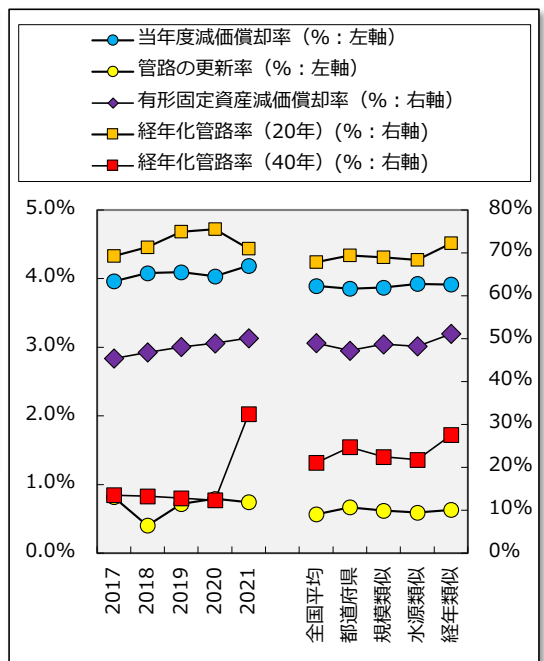 当年度減価償却率（%：左軸）
管路の更新率（%：左軸）
有形固定資産減価償却率（%：右軸）
経年化管路率（20年）(%：右軸)
経年化管路率（40年）(%：右軸)
5.0%
4.0%
3.0%
2.0%
1.0%
0.0%
80%
70%
60%
50%
40%
30%
20%
10%
0%
2017
2018
2019
2020
2021
全国平均
都道府県
規模類似
水源類似
経年類似